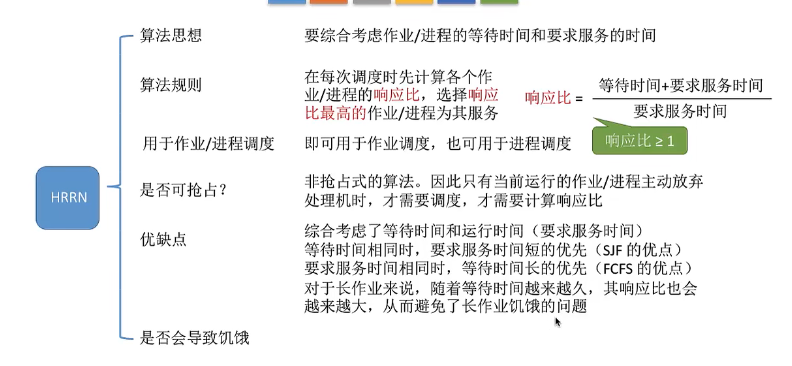 算法思想
要综合考虑作业/进程的等待时间和要求服务的时间
算法规则
在每次调度时先计算各个作
业/进程的响应比，选择响应
比最高的作业/进程为其服务
响应比 =
等待时间+要求服务时间
要求服务时间
响应比 ≥ 1
用于作业/进程调度
即可用于作业调度，也可用于进程调度
HRRN
是否可抢占？
非抢占式的算法。因此只有当前运行的作业/进程主动放弃
处理机时，才需要调度，才需要计算响应比
优缺点
综合考虑了等待时间和运行时间（要求服务时间）
等待时间相同时，要求服务时间短的优先（SJF 的优点）
要求服务时间相同时，等待时间长的优先（FCFS 的优点）
对于长作业来说，随着等待时间越来越久，其响应比也会
越来越大，从而避免了长作业饥饿的问题
是否会导致饥饿